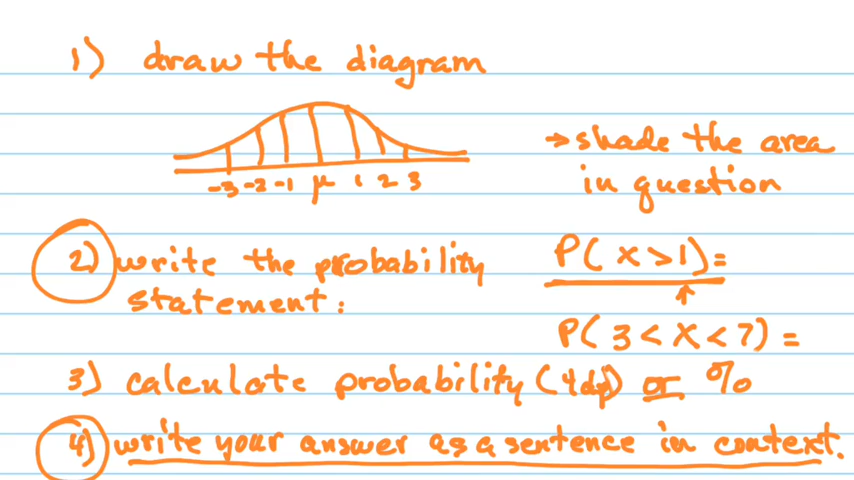 1) draw the diagram
→ shade the area
in question
-3 -2 -1 μ 1 2 3
2) write the probability
statement:
P( x > 1) =
P( 3 < X < 7) =
3) calculate probability (4dp) or %
4) write your answer as a sentence in context.